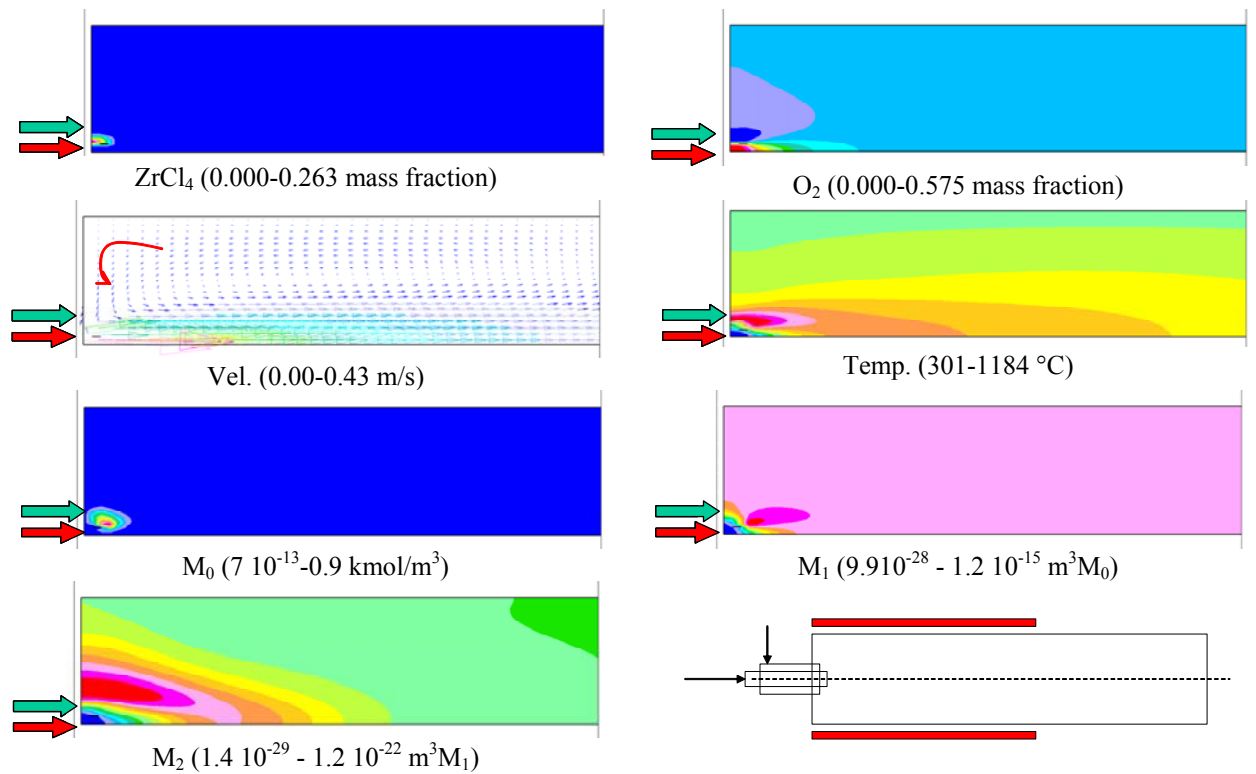 ZrCl₄ (0.000-0.263 mass fraction)
O₂ (0.000-0.575 mass fraction)
Vel. (0.00-0.43 m/s)
Temp. (301-1184 °C)
M₀ (7 10⁻¹³-0.9 kmol/m³)
M₁ (9.910⁻²⁸ - 1.2 10⁻¹⁵ m³M₀)
M₂ (1.4 10⁻²⁹ - 1.2 10⁻²² m³M₁)